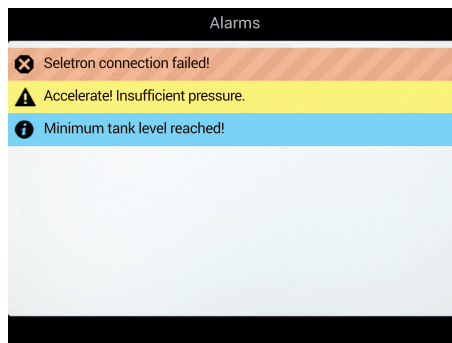 Alarms
Seletron connection failed!
Accelerate! Insufficient pressure.
Minimum tank level reached!